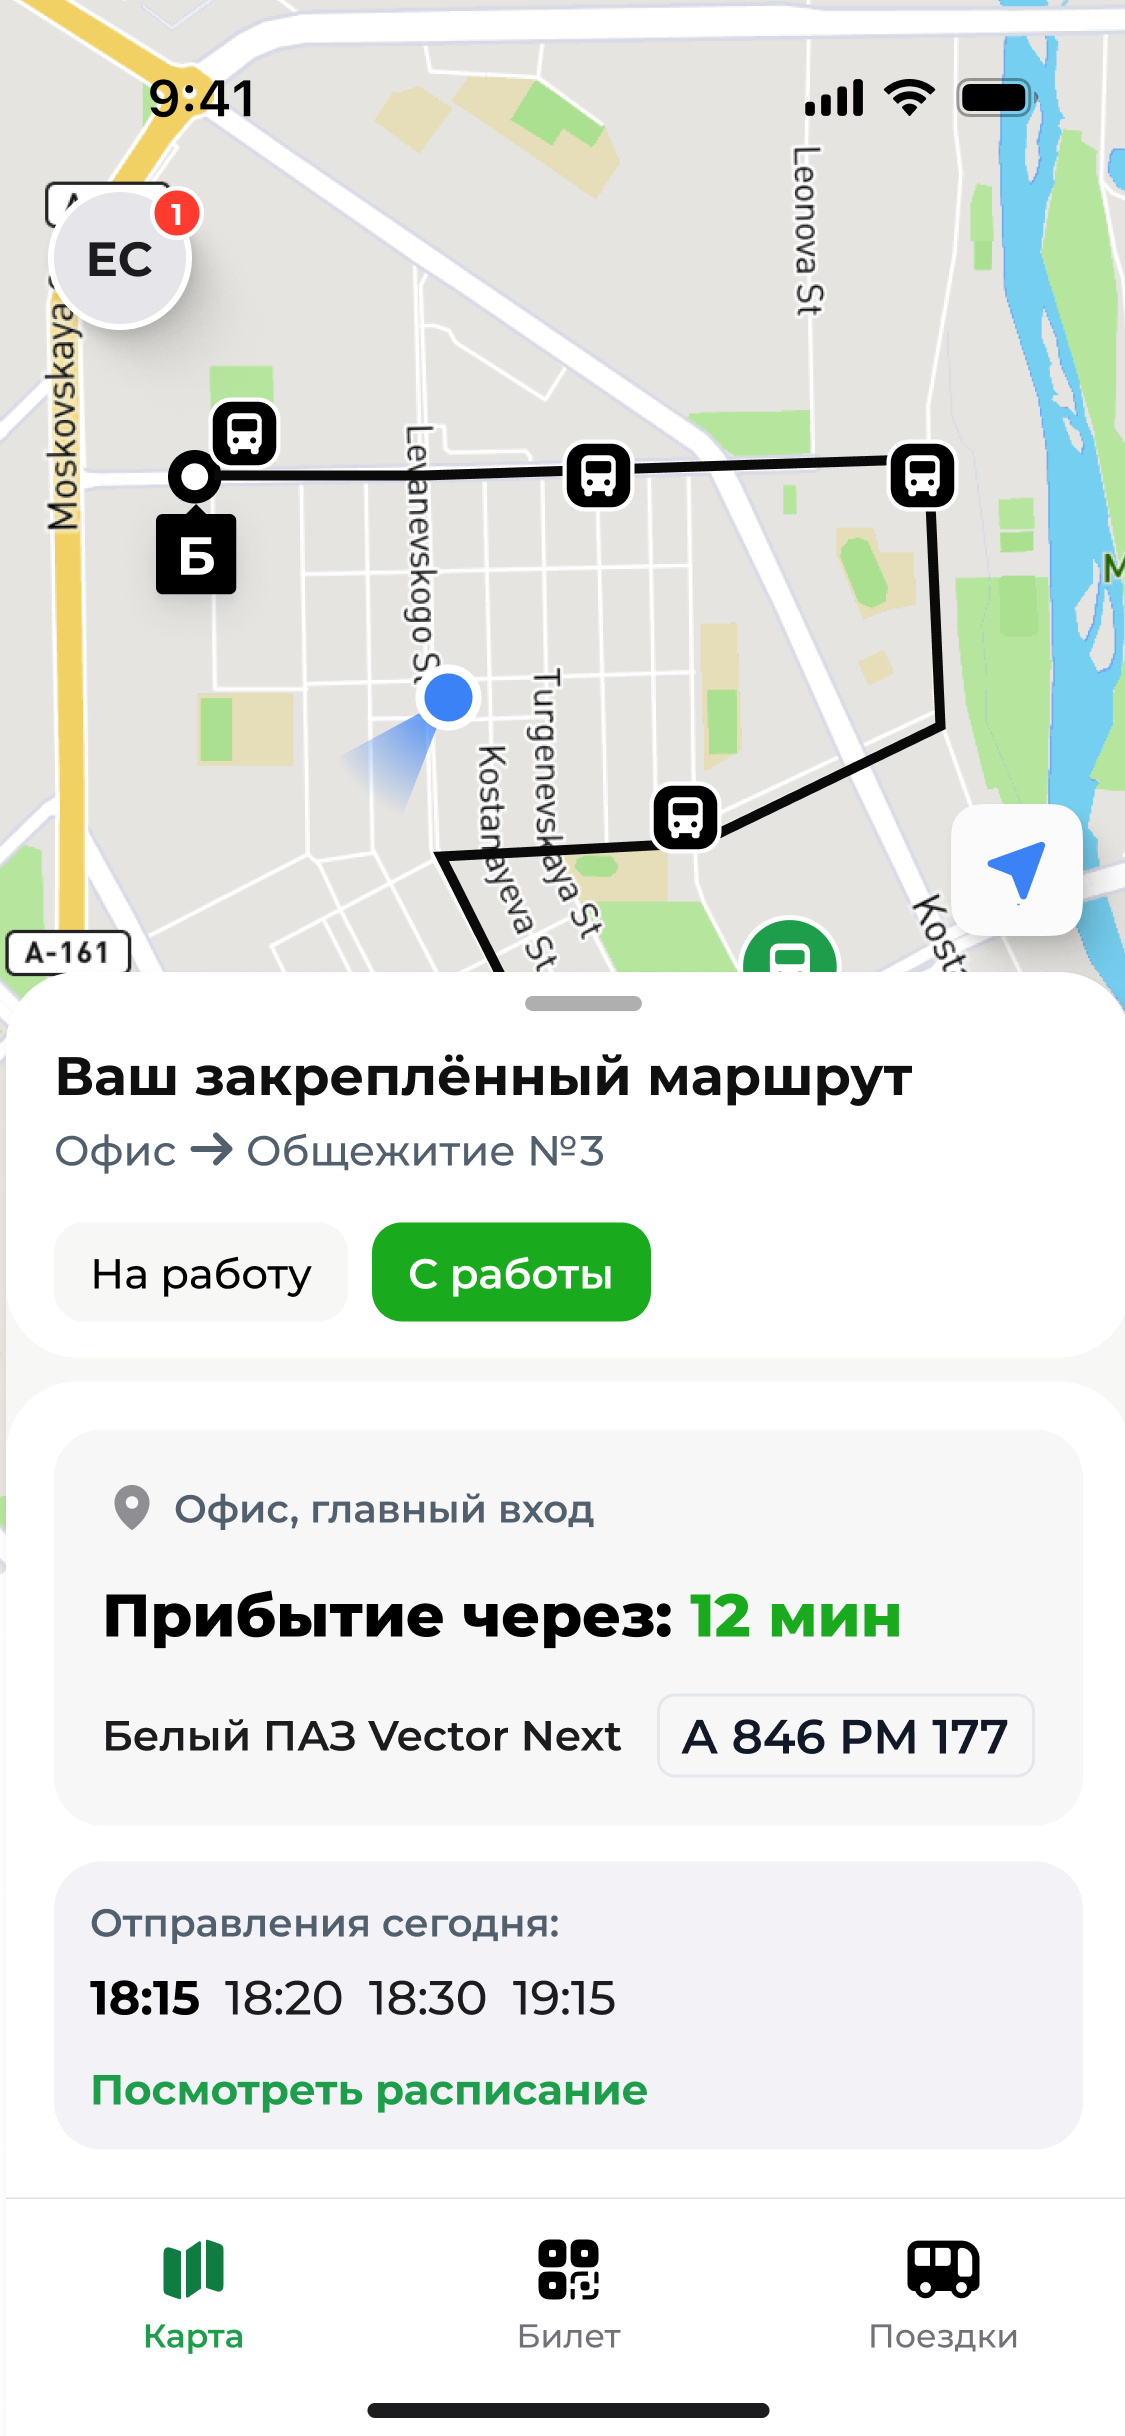 9:41
Leonova St
1
EC
Moskovskaya
Levanevskogo St
Б
Turgenevskaya St
Kostanayeva St
A-161
Ваш закреплённый маршрут
Офис → Общежитие №3
На работу
С работы
Офис, главный вход
Прибытие через: 12 мин
Белый ПАЗ Vector Next
А 846 РМ 177
Отправления сегодня:
18:15 18:20 18:30 19:15
Посмотреть расписание
Карта
Билет
Поездки